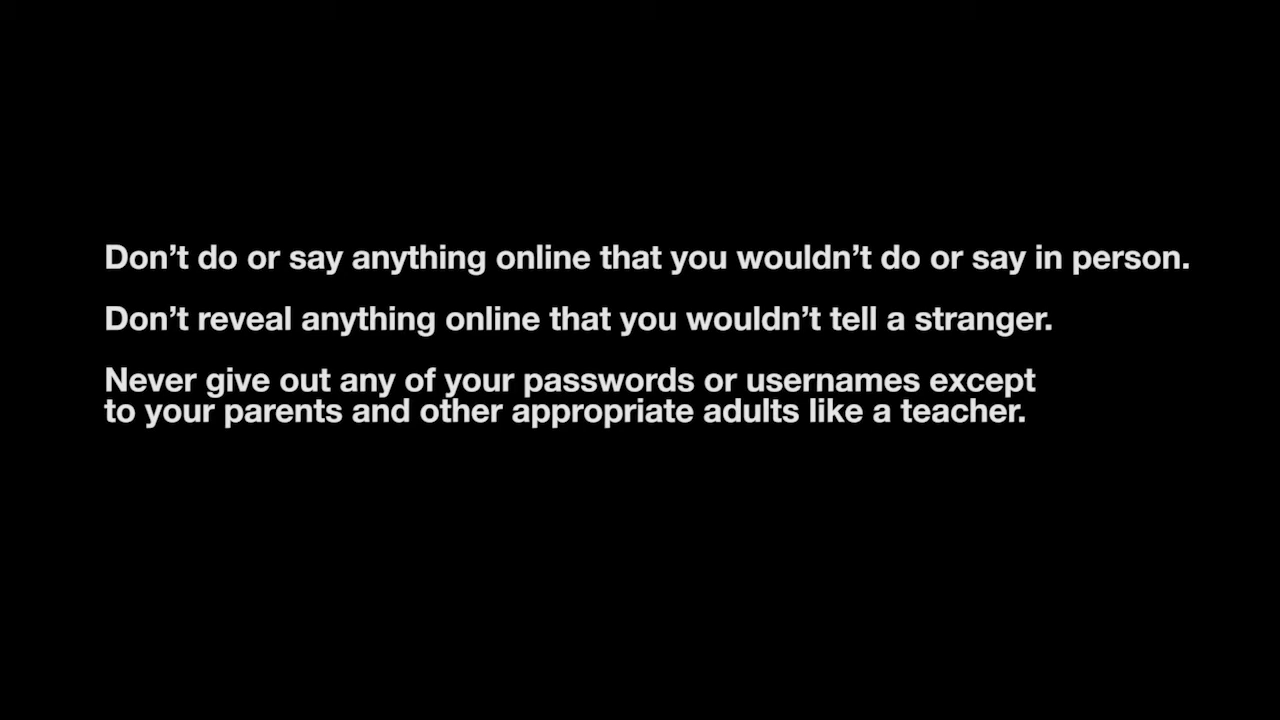 Don’t do or say anything online that you wouldn’t do or say in person.
Don’t reveal anything online that you wouldn’t tell a stranger.
Never give out any of your passwords or usernames except
to your parents and other appropriate adults like a teacher.